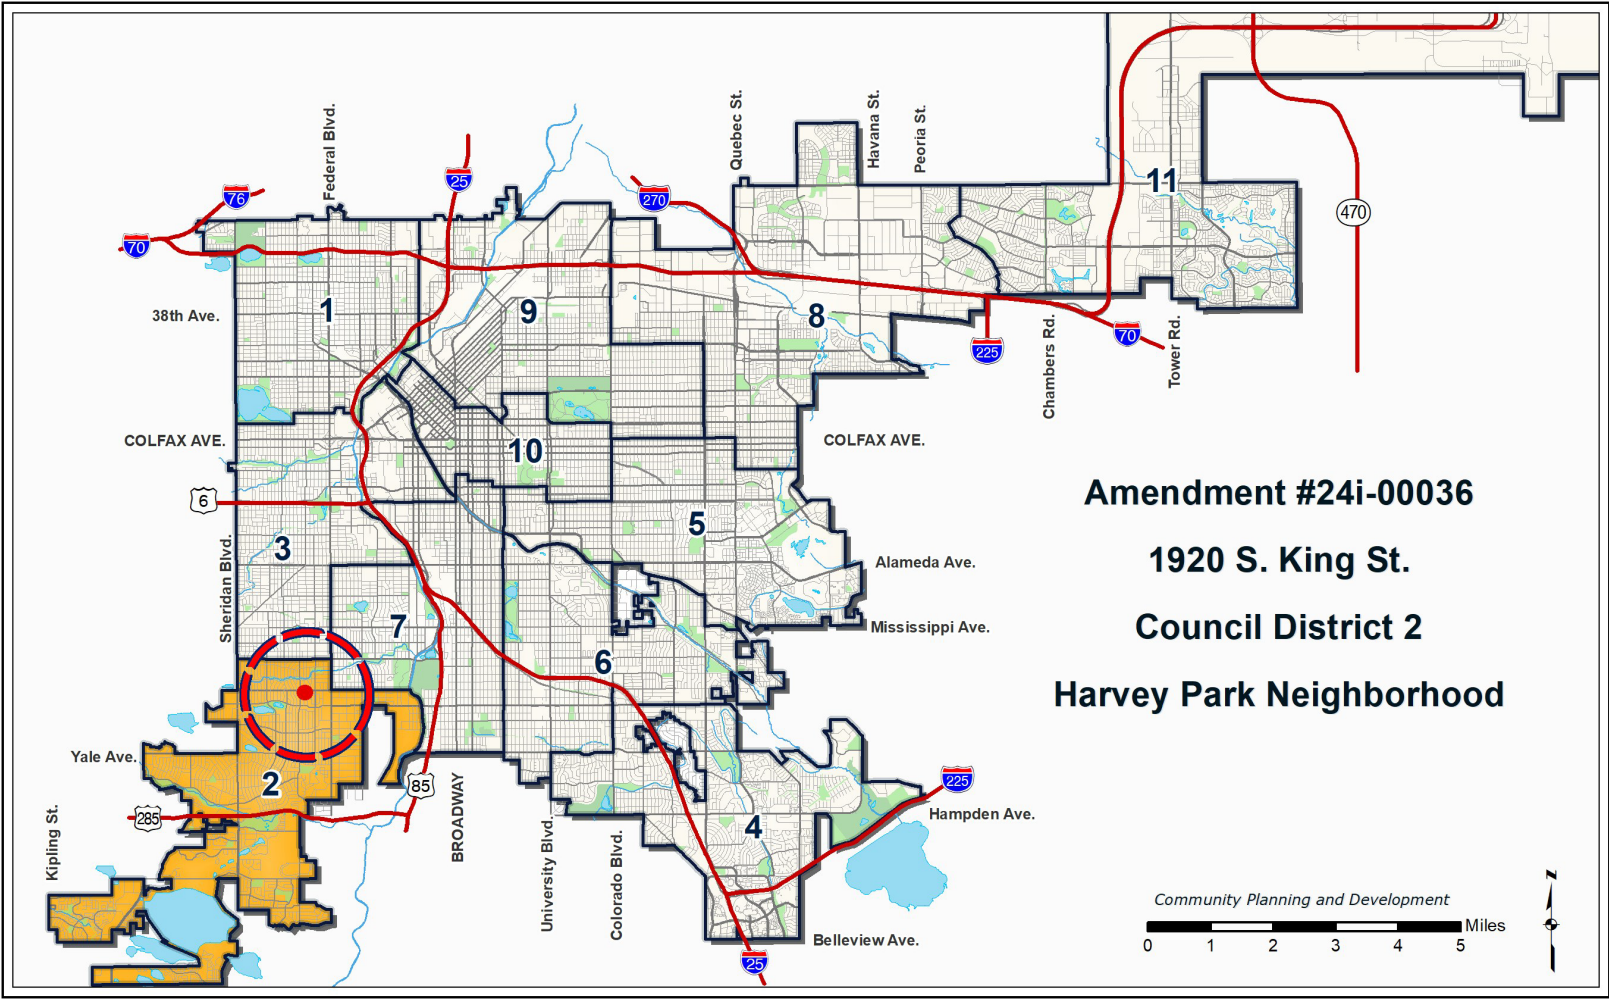 Federal Blvd.
Quebec St.
Havana St.
Peoria St.
76
25
270
70
11
470
38th Ave.
1
9
8
225
70
Chambers Rd.
Tower Rd.
COLFAX AVE.
10
COLFAX AVE.
6
5
3
Sheridan Blvd.
Alameda Ave.
7
Mississippi Ave.
6
Amendment #24i-00036
1920 S. King St.
Council District 2
Harvey Park Neighborhood
Yale Ave.
2
85
225
285
Kipling St.
BROADWAY
University Blvd.
Colorado Blvd.
4
Hampden Ave.
Belleview Ave.
25
Community Planning and Development
Miles
0 1 2 3 4 5
Z